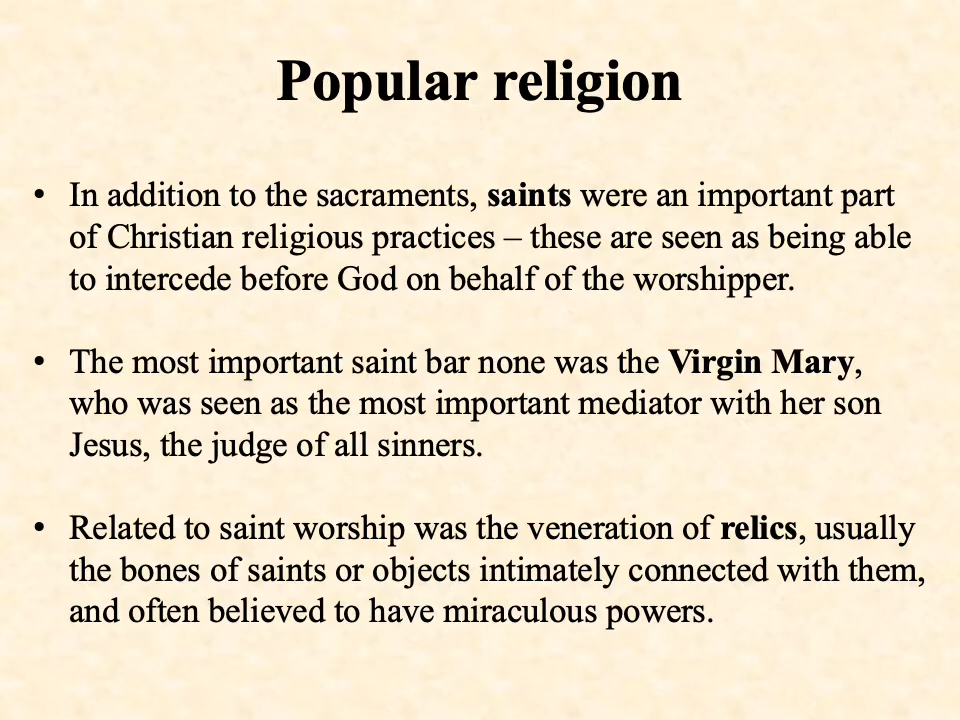 Popular religion
• In addition to the sacraments, saints were an important part
of Christian religious practices – these are seen as being able
to intercede before God on behalf of the worshipper.
• The most important saint bar none was the Virgin Mary,
who was seen as the most important mediator with her son
Jesus, the judge of all sinners.
• Related to saint worship was the veneration of relics, usually
the bones of saints or objects intimately connected with them,
and often believed to have miraculous powers.